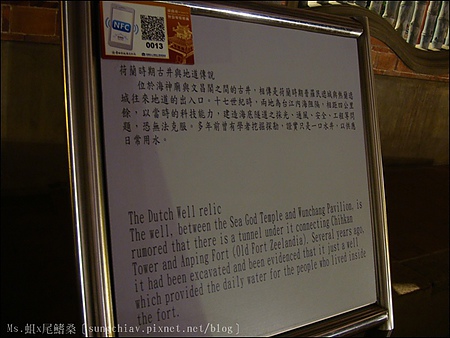 NFC
0013
荷蘭時期古井與地道傳說
位於海神廟與文昌閣之間的古井,相傳是荷蘭時期普羅民遮城與熱蘭遮
城往來地道的出入口。十七世紀時,兩地為台江內海阻隔,相距四公里
餘,以當時的科技能力,建造海底隧道之採光、通風、安全、工程等問
題,恐無法克服。多年前曾有學者挖掘探勘,證實只是一口水井,以供應
日常用水。
The Dutch Well relic
The well, between the Sea God Temple and Wunchang Pavilion, is
rumored that there is a tunnel under it connecting Chihkan
Tower and Anping Fort (Old Fort Zeelandia). Several years ago,
it had been excavated and been evidenced that it just a well
which provided the daily water for the people who lived inside
the fort.
Ms.蛆x尾鰭桑 [sunachiav.pixnet.net/blog]